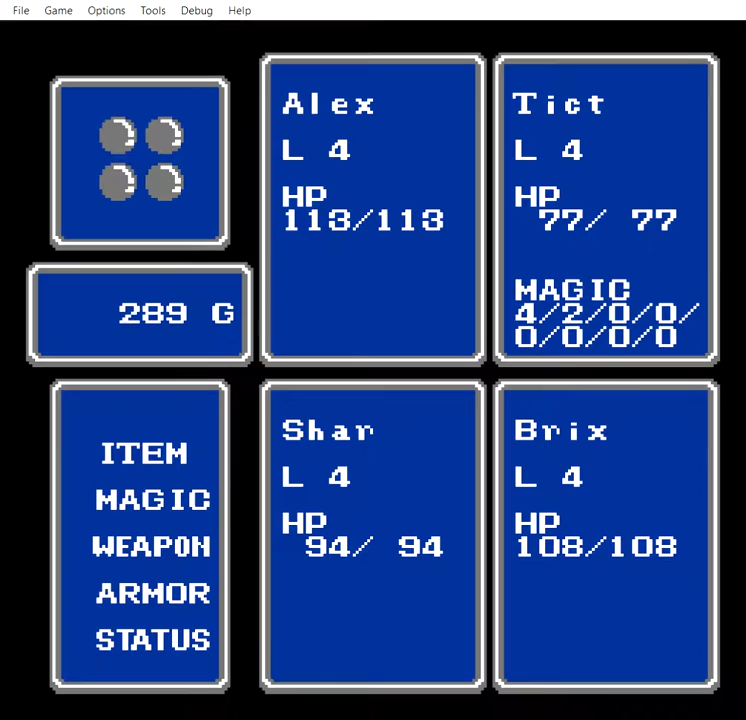 File Game Options Tools Debug Help
Alex
L 4
HP
113/113
Tict
L 4
HP
77/ 77
MAGIC
4/2/0/0/
0/0/0/0
289 G
ITEM
MAGIC
WEAPON
ARMOR
STATUS
Shar
L 4
HP
94/ 94
Brix
L 4
HP
108/108